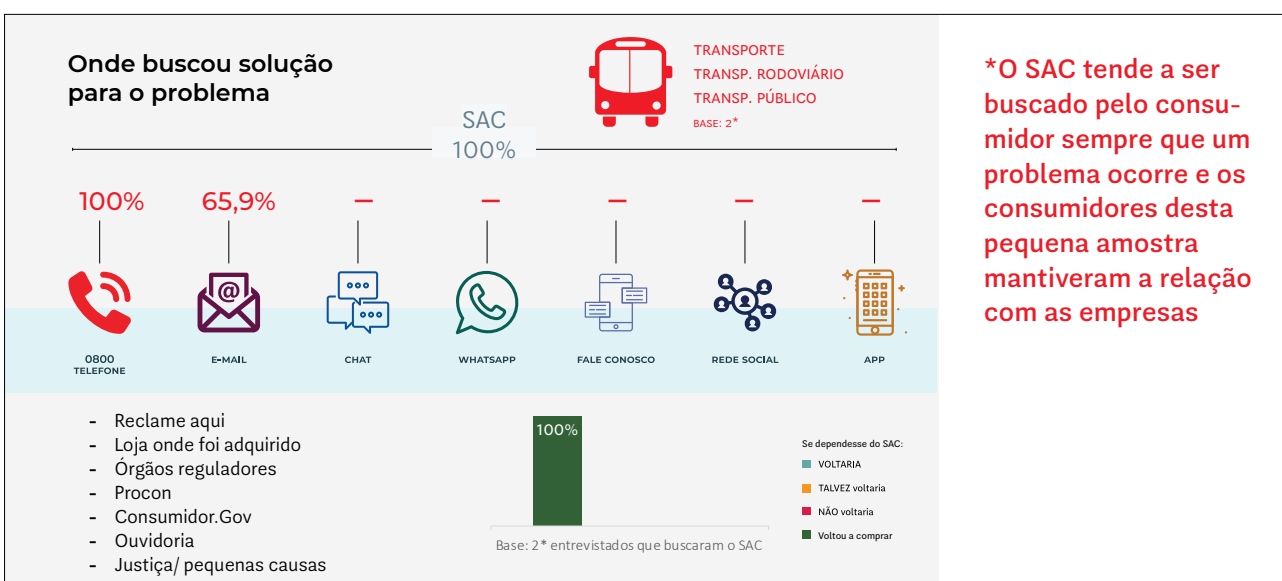 Onde buscou solução
para o problema
TRANSPORTE
TRANSP. RODOVIÁRIO
TRANSP. PÚBLICO
BASE: 2*
SAC
100%
100%
65,9%
–
–
–
–
–
@
0800
TELEFONE
E-MAIL
CHAT
WHATSAPP
FALE CONOSCO
REDE SOCIAL
APP
- Reclame aqui
- Loja onde foi adquirido
- Órgãos reguladores
- Procon
- Consumidor.Gov
- Ouvidoria
- Justiça/ pequenas causas
100%
Base: 2* entrevistados que buscaram o SAC
Se dependesse do SAC:
VOLTARIA
TALVEZ voltaria
NÃO voltaria
Voltou a comprar
*O SAC tende a ser
buscado pelo consu-
midor sempre que um
problema ocorre e os
consumidores desta
pequena amostra
mantiveram a relação
com as empresas